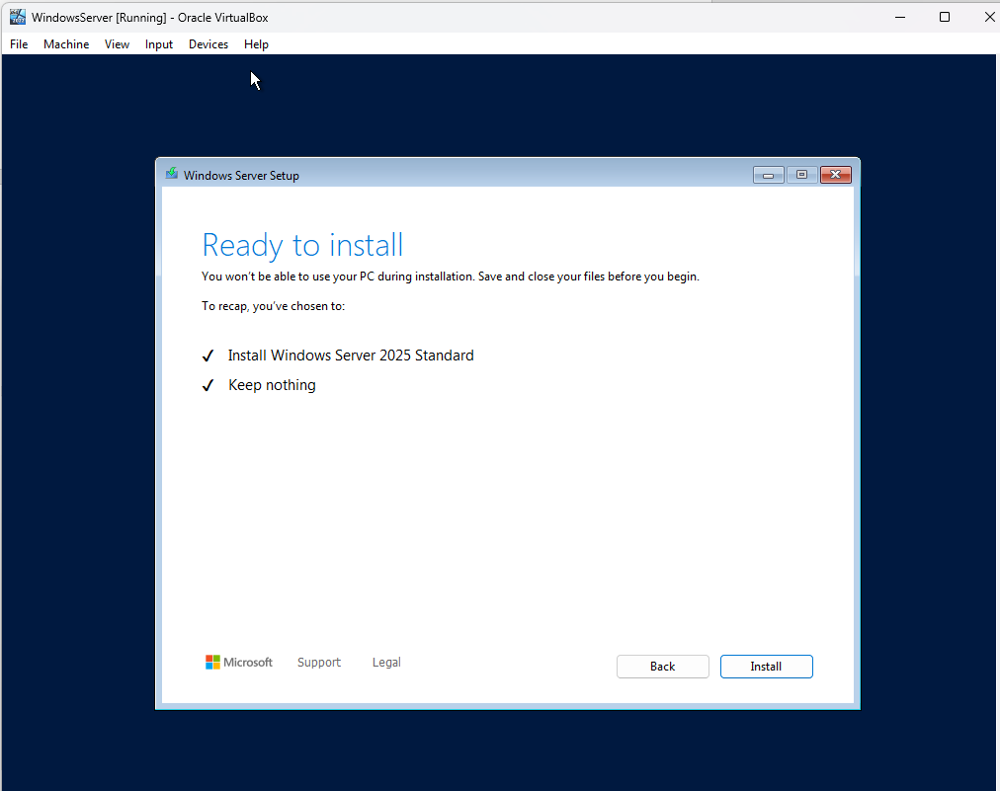 WindowsServer [Running] - Oracle VirtualBox
File Machine View Input Devices Help
Windows Server Setup
Ready to install
You won't be able to use your PC during installation. Save and close your files before you begin.
To recap, you've chosen to:
Install Windows Server 2025 Standard
Keep nothing
Microsoft Support Legal
Back Install